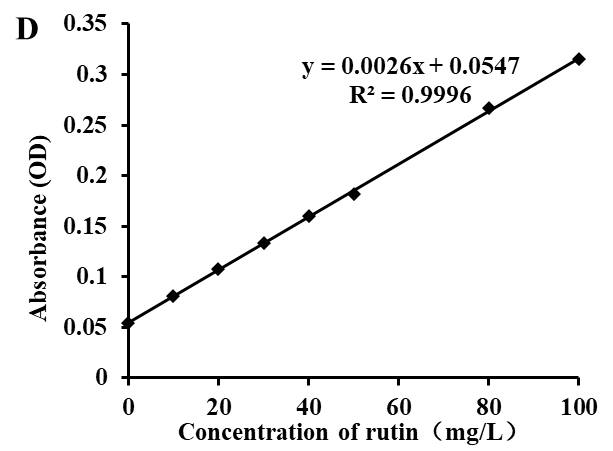 D
0.35
0.3
0.25
0.2
0.15
0.1
0.05
0
y = 0.0026x + 0.0547
R² = 0.9996
Absorbance (OD)
0 20 40 60 80 100
Concentration of rutin（mg/L）